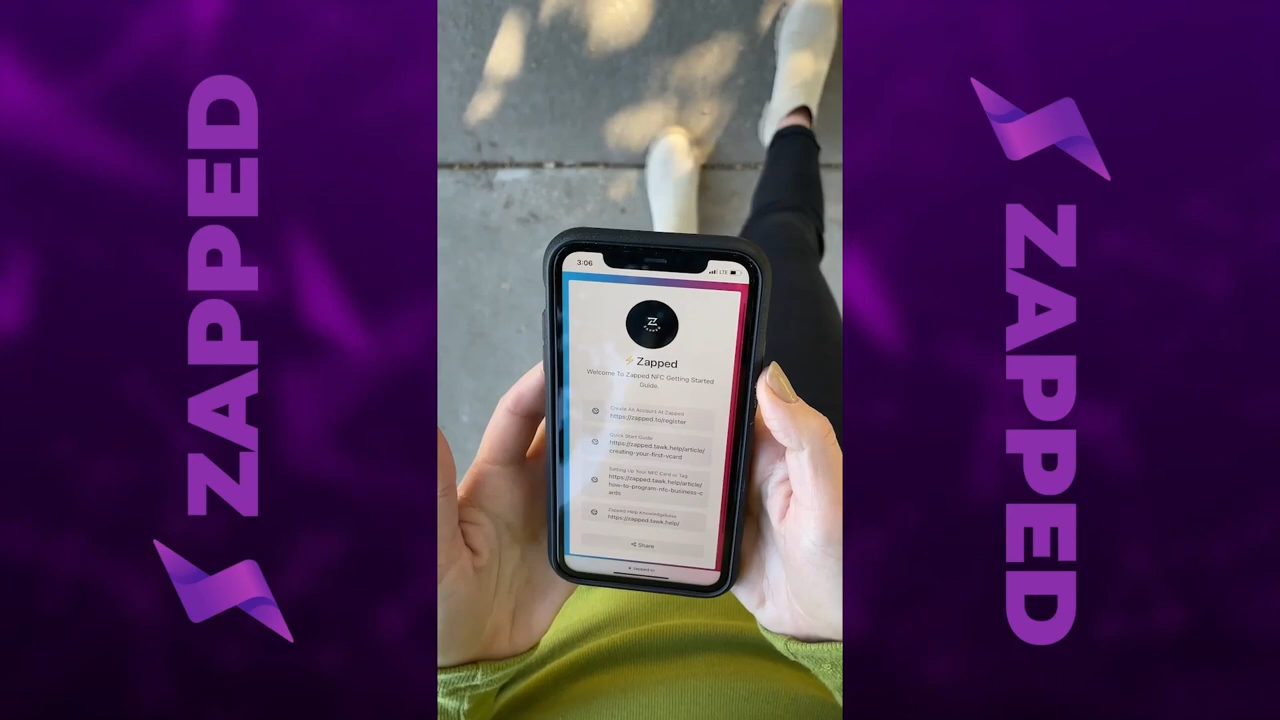 ZAPPED
3:06
LTE
Z
⚡Zapped
Welcome To Zapped NFC Getting Started
Guide.
Create An Account At Zapped
https://zapped.to/register
Quick Start Guide
https://zapped.tawk.help/article/
creating-your-first-vcard
Setting Up Your NFC Card or Tag
https://zapped.tawk.help/article/
how-to-program-nfc-business-c
ards
Zapped Help Knowledgebase
https://zapped.tawk.help/
Share
zapped.to
ZAPPED